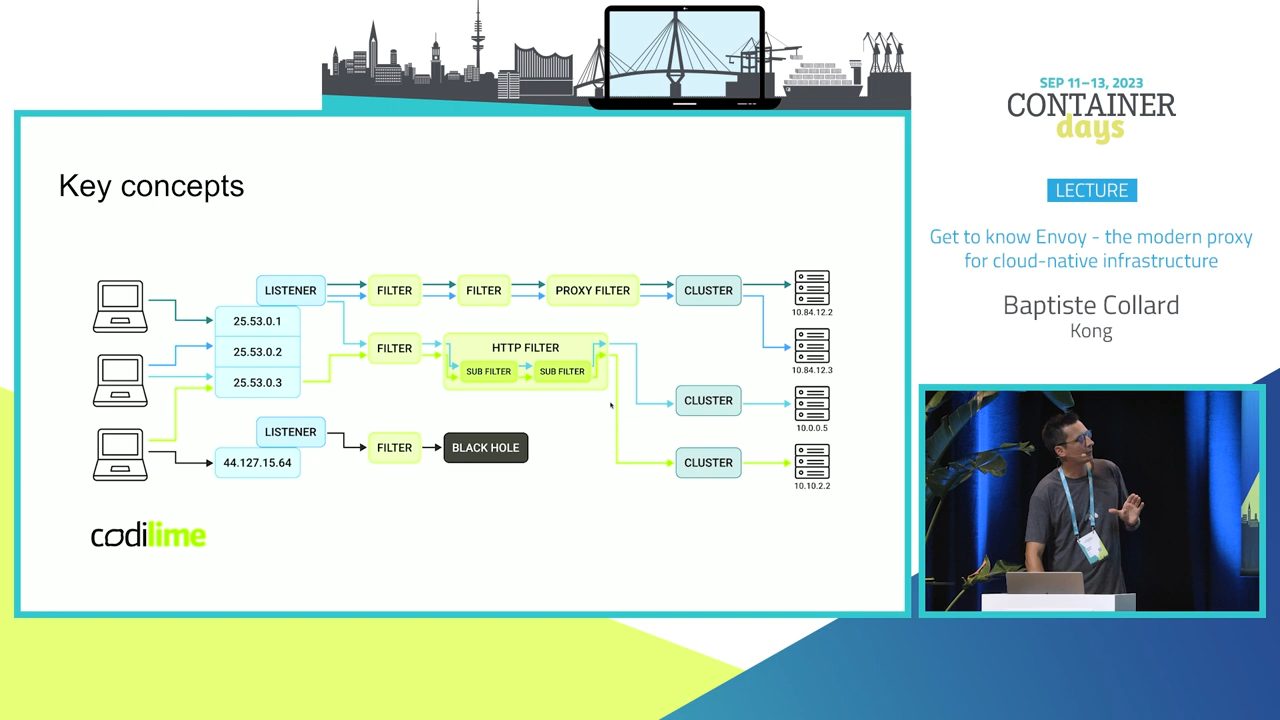 SEP 11–13, 2023
CONTAINER
days
LECTURE
Get to know Envoy - the modern proxy
for cloud-native infrastructure
Baptiste Collard
Kong
Key concepts
LISTENER
FILTER
FILTER
PROXY FILTER
CLUSTER
10.84.12.2
25.53.0.1
25.53.0.2
25.53.0.3
FILTER
HTTP FILTER
SUB FILTER
SUB FILTER
10.84.12.3
CLUSTER
10.0.0.5
LISTENER
44.127.15.64
FILTER
BLACK HOLE
CLUSTER
10.10.2.2
codilime